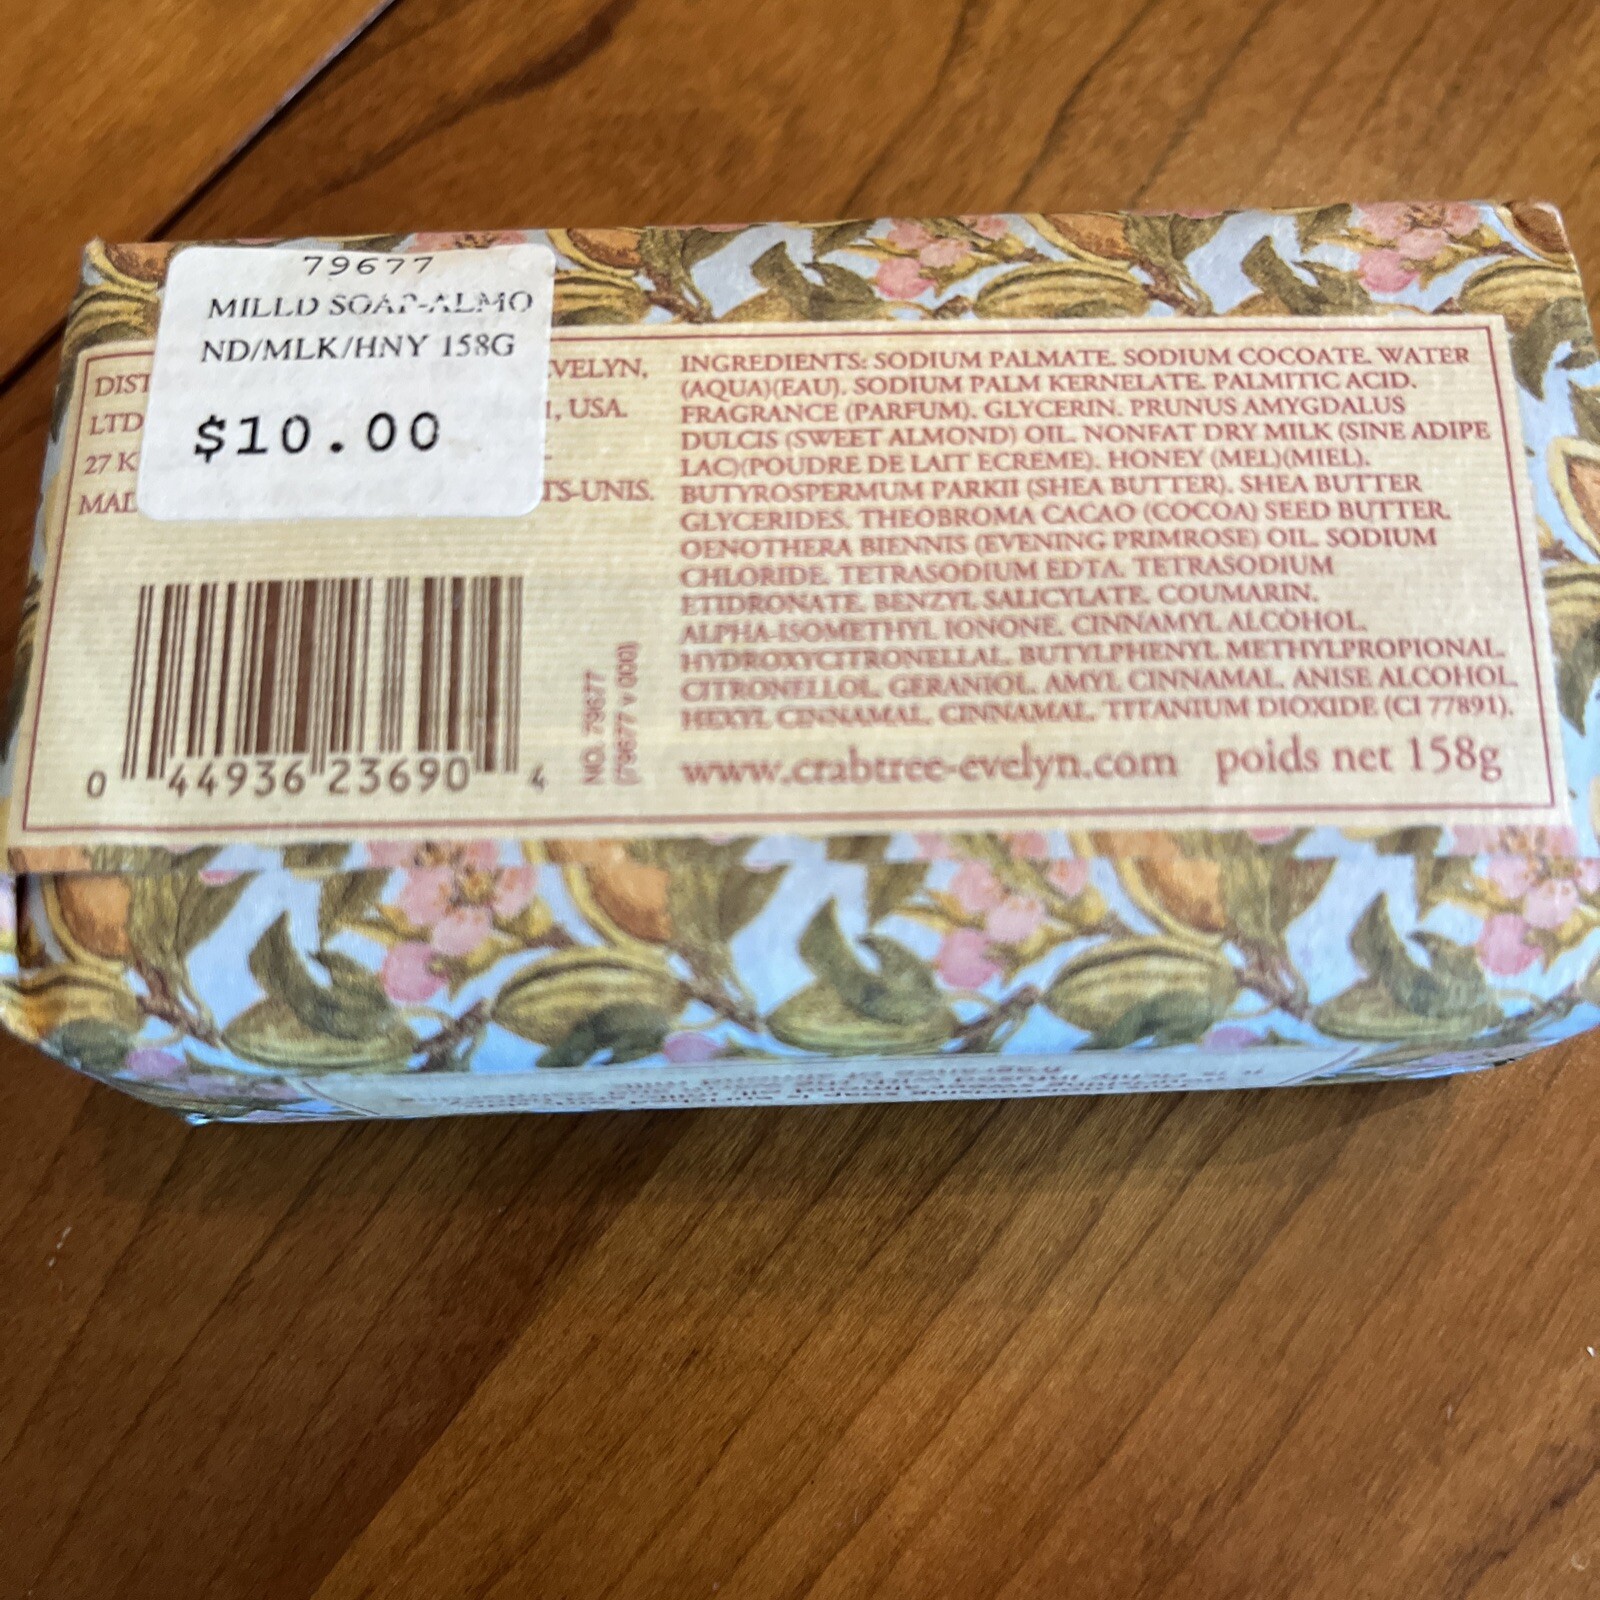 79677
MILLD SOAP-ALMO
ND/MLK/HNY 158G
$10.00
DIST VELYN,
LTD 1, USA.
27 K
MAD TS-UNIS.
0 44936 23690 4
NO. 79677
(79677 v 000)
INGREDIENTS: SODIUM PALMATE. SODIUM COCOATE. WATER
(AQUA)(EAU). SODIUM PALM KERNELATE. PALMITIC ACID.
FRAGRANCE (PARFUM). GLYCERIN. PRUNUS AMYGDALUS
DULCIS (SWEET ALMOND) OIL. NONFAT DRY MILK (SINE ADIPE
LAC)(POUDRE DE LAIT ECREME). HONEY (MEL)(MIEL).
BUTYROSPERMUM PARKII (SHEA BUTTER). SHEA BUTTER
GLYCERIDES. THEOBROMA CACAO (COCOA) SEED BUTTER.
OENOTHERA BIENNIS (EVENING PRIMROSE) OIL. SODIUM
CHLORIDE. TETRASODIUM EDTA. TETRASODIUM
ETIDRONATE. BENZYL SALICYLATE. COUMARIN.
ALPHA-ISOMETHYL IONONE. CINNAMYL ALCOHOL.
HYDROXYCITRONELLAL. BUTYLPHENYL METHYLPROPIONAL.
CITRONELLOL. GERANIOL. AMYL CINNAMAL. ANISE ALCOHOL.
HEXYL CINNAMAL. CINNAMAL. TITANIUM DIOXIDE (CI 77891).
www.crabtree-evelyn.com poids net 158g